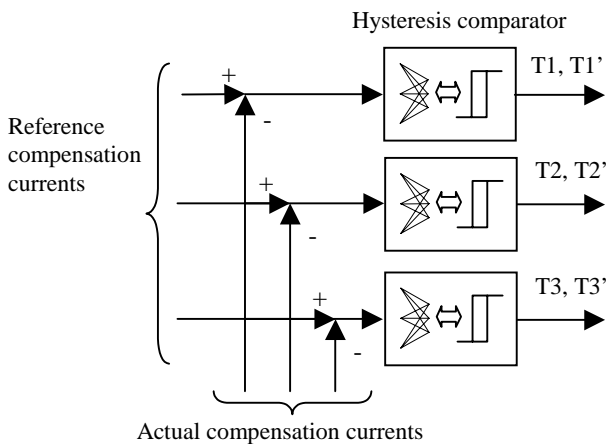 Hysteresis comparator
T1, T1’
+
-
Reference
compensation
currents
T2, T2’
+
-
T3, T3’
+
-
Actual compensation currents